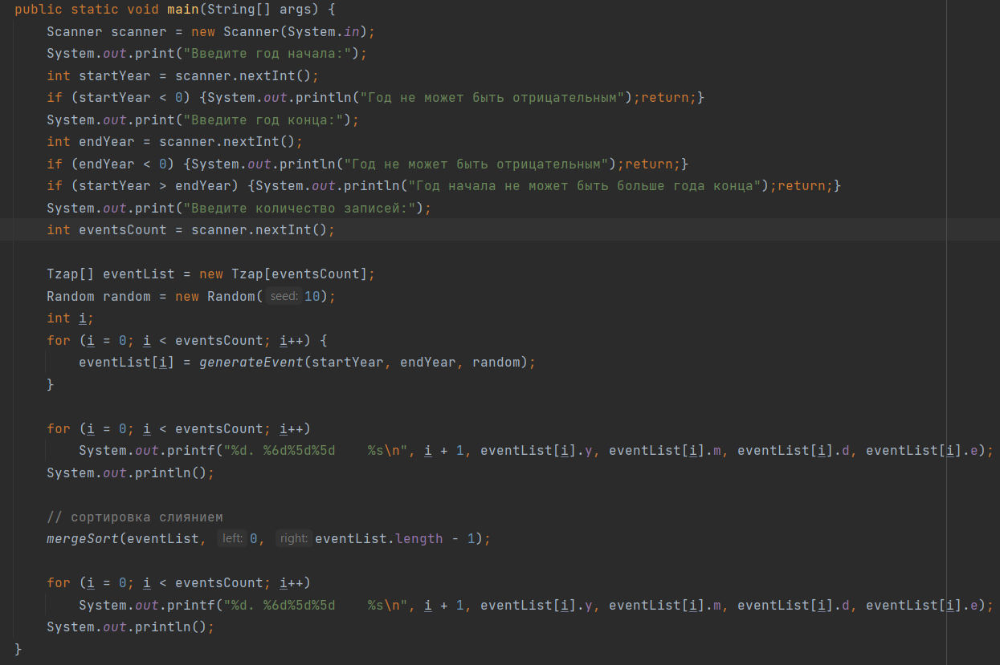 public static void main(String[] args) {
Scanner scanner = new Scanner(System.in);
System.out.print("Введите год начала:");
int startYear = scanner.nextInt();
if (startYear < 0) {System.out.println("Год не может быть отрицательным");return;}
System.out.print("Введите год конца:");
int endYear = scanner.nextInt();
if (endYear < 0) {System.out.println("Год не может быть отрицательным");return;}
if (startYear > endYear) {System.out.println("Год начала не может быть больше года конца");return;}
System.out.print("Введите количество записей:");
int eventsCount = scanner.nextInt();
Tzap[] eventList = new Tzap[eventsCount];
Random random = new Random( seed: 10);
int i;
for (i = 0; i < eventsCount; i++) {
eventList[i] = generateEvent(startYear, endYear, random);
}
for (i = 0; i < eventsCount; i++)
System.out.printf("%d. %6d%5d%5d    %s\n", i + 1, eventList[i].y, eventList[i].m, eventList[i].d, eventList[i].e);
System.out.println();
// сортировка слиянием
mergeSort(eventList, left: 0, right: eventList.length - 1);
for (i = 0; i < eventsCount; i++)
System.out.printf("%d. %6d%5d%5d    %s\n", i + 1, eventList[i].y, eventList[i].m, eventList[i].d, eventList[i].e);
System.out.println();
}